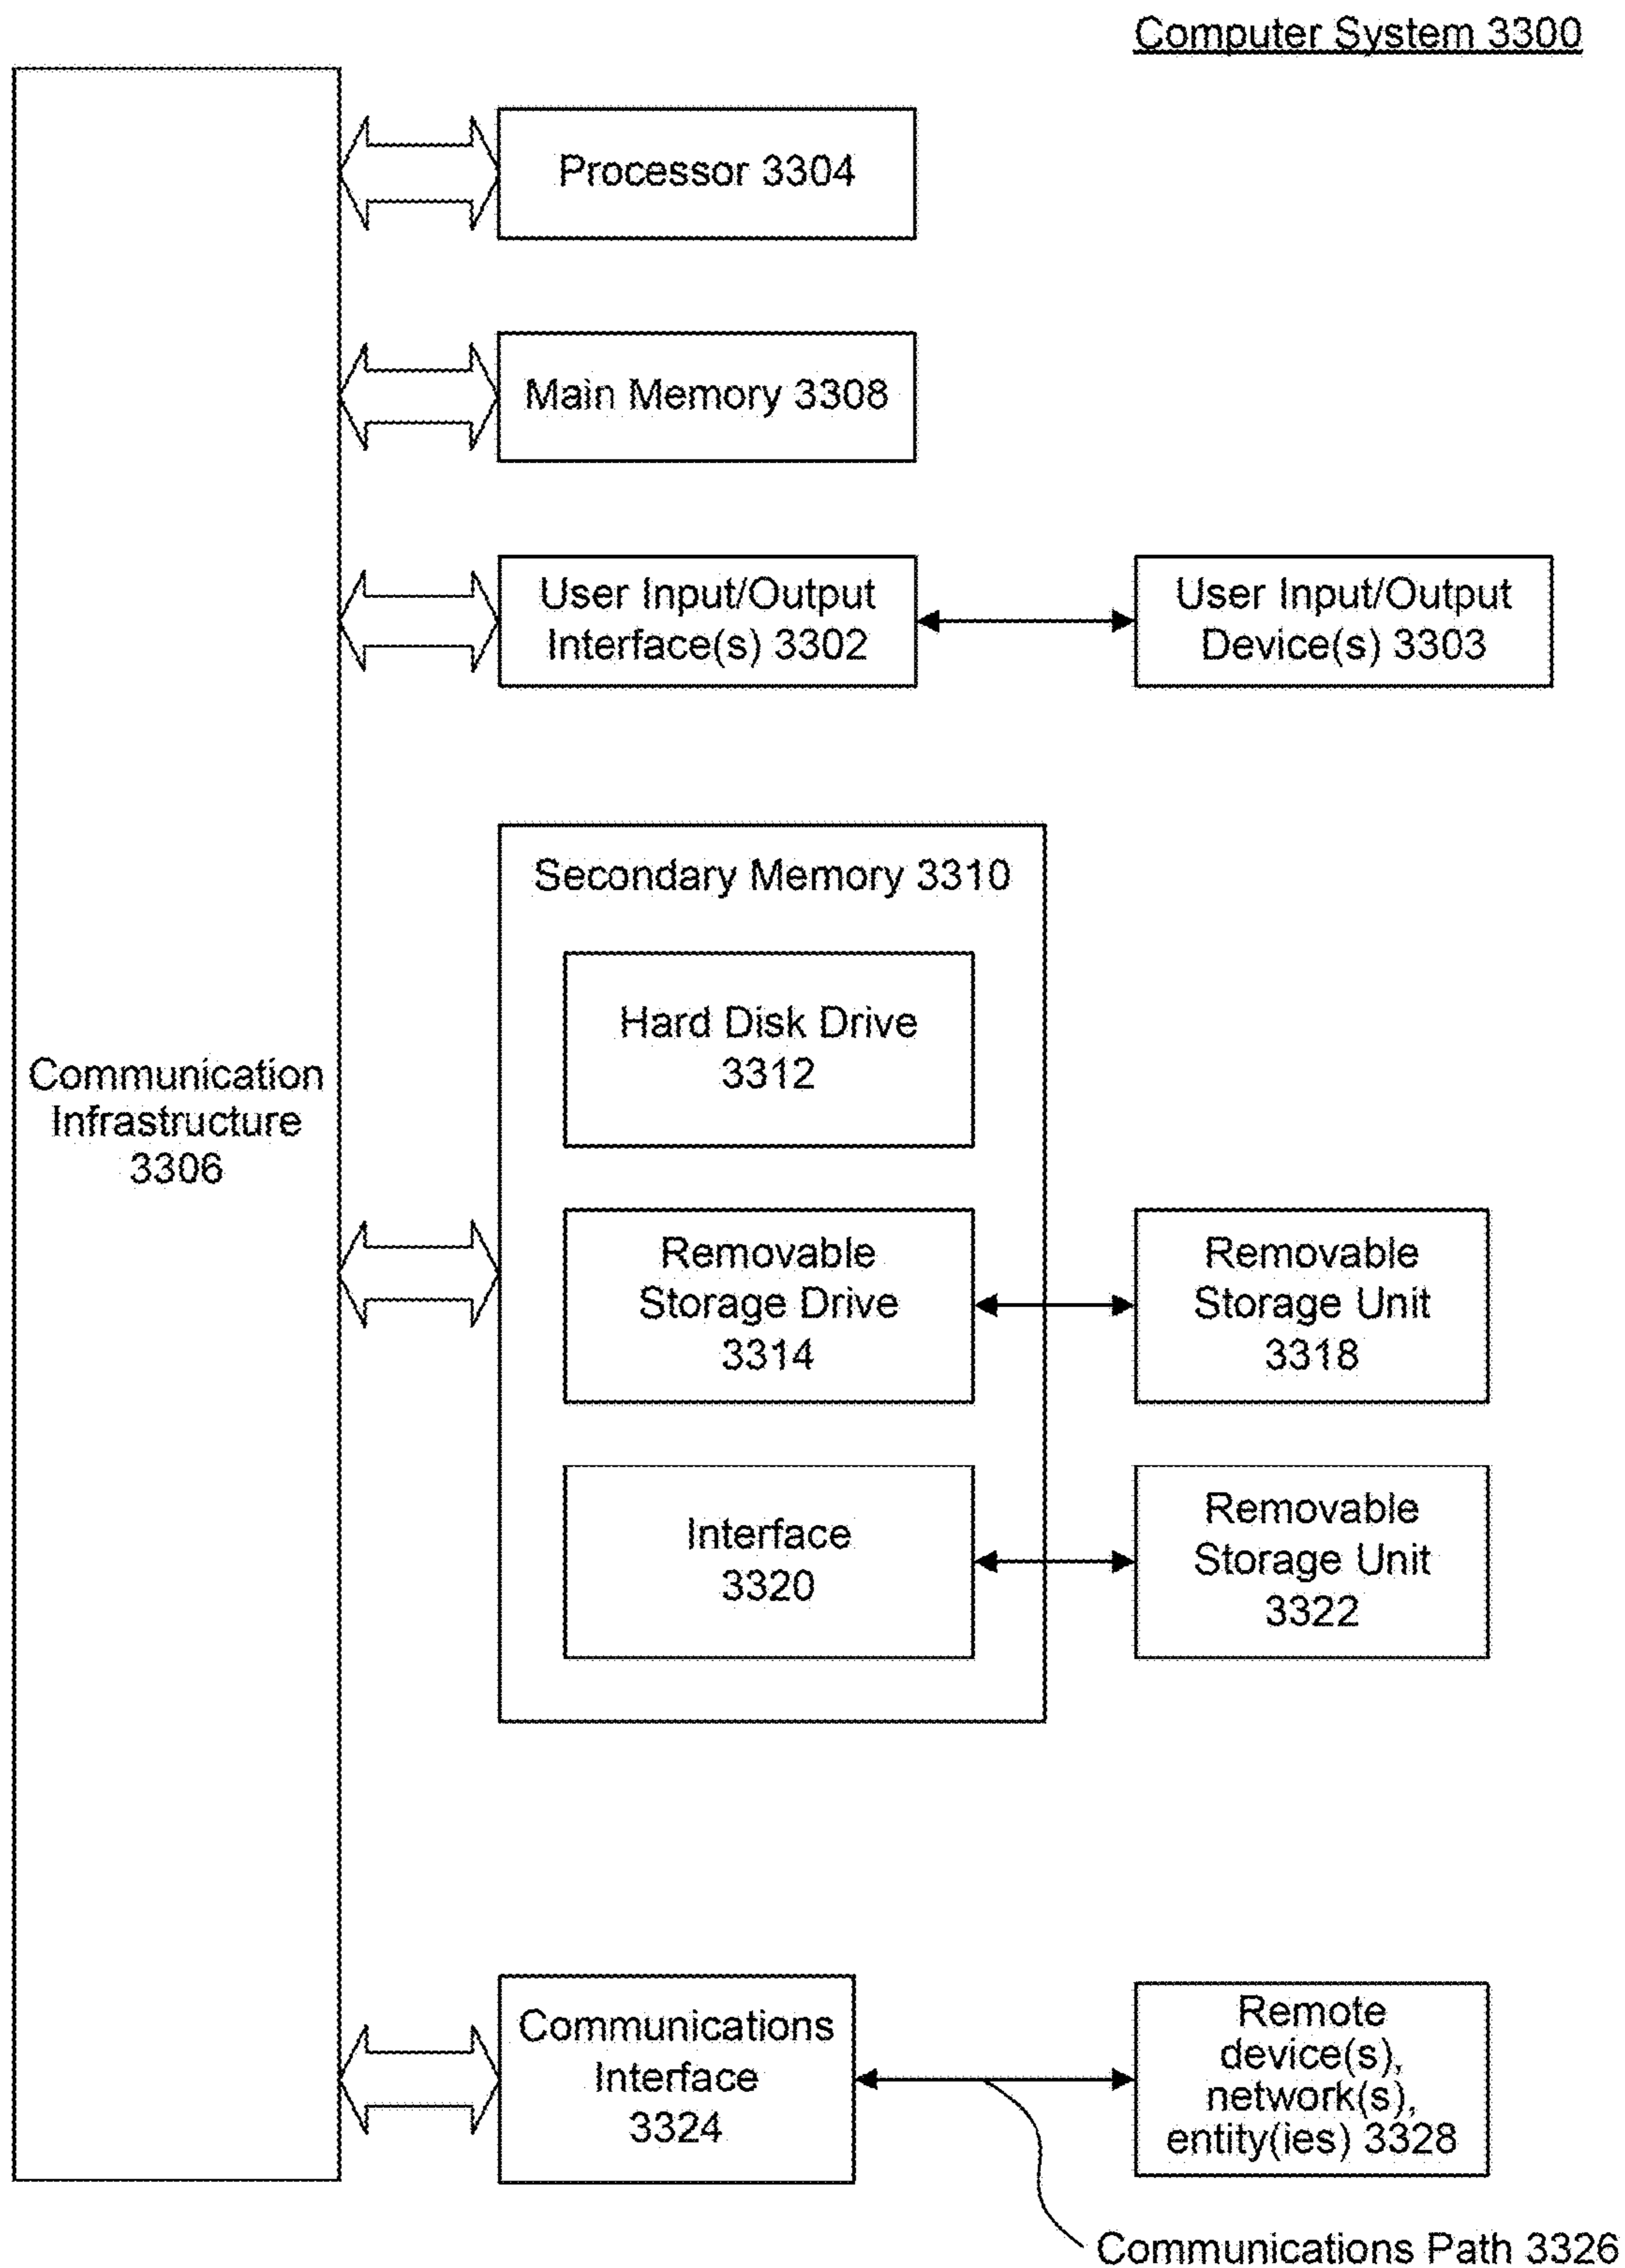 Computer System 3300
Processor 3304
Main Memory 3308
User Input/Output
Interface(s) 3302
User Input/Output
Device(s) 3303
Secondary Memory 3310
Hard Disk Drive
3312
Communication
Infrastructure
3306
Removable
Storage Drive
3314
Removable
Storage Unit
3318
Interface
3320
Removable
Storage Unit
3322
Communications
Interface
3324
Remote
device(s),
network(s),
entity(ies) 3328
Communications Path 3326